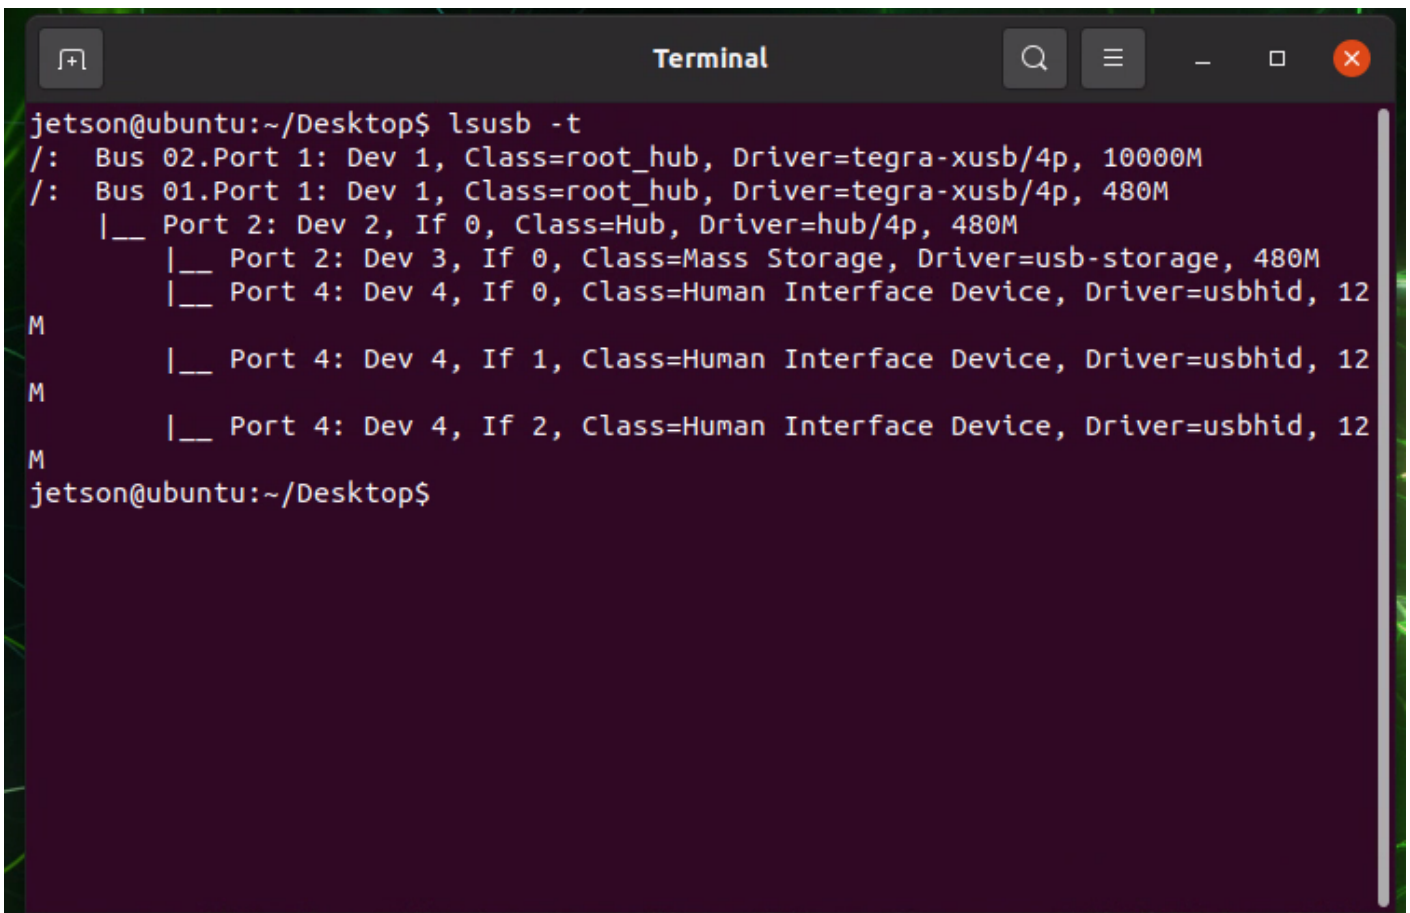 Terminal
jetson@ubuntu:~/Desktop$ lsusb -t
/:  Bus 02.Port 1: Dev 1, Class=root_hub, Driver=tegra-xusb/4p, 10000M
/:  Bus 01.Port 1: Dev 1, Class=root_hub, Driver=tegra-xusb/4p, 480M
    |__ Port 2: Dev 2, If 0, Class=Hub, Driver=hub/4p, 480M
        |__ Port 2: Dev 3, If 0, Class=Mass Storage, Driver=usb-storage, 480M
        |__ Port 4: Dev 4, If 0, Class=Human Interface Device, Driver=usbhid, 12
M
        |__ Port 4: Dev 4, If 1, Class=Human Interface Device, Driver=usbhid, 12
M
        |__ Port 4: Dev 4, If 2, Class=Human Interface Device, Driver=usbhid, 12
M
jetson@ubuntu:~/Desktop$